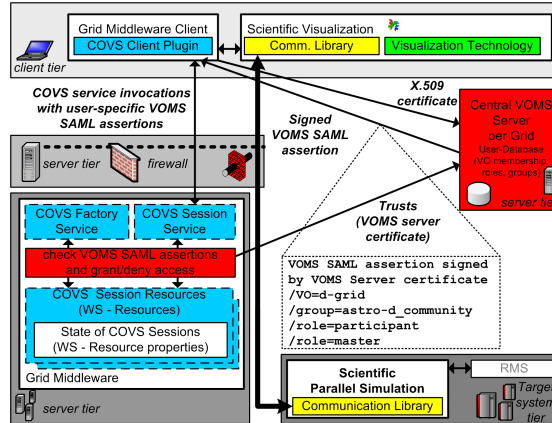 Grid Middleware Client
COVS Client Plugin
Scientific Visualization
Comm. Library
Visualization Technology
client tier
COVS service invocations
with user-specific VOMS
SAML assertions
Signed
VOMS SAML
assertion
X.509
certificate
Central VOMS
Server
per Grid
User-Database
(VO membership,
roles, groups)
server tier
server tier
firewall
COVS Factory
Service
COVS Session
Service
check VOMS SAML assertions
and grant/deny access
COVS Session Resources
(WS - Resources)
State of COVS Sessions
(WS - Resource properties)
Grid Middleware
server tier
Trusts
(VOMS server
certificate)
VOMS SAML assertion signed
by VOMS Server certificate
/VO=d-grid
/group=astro-d_community
/role=participant
/role=master
Scientific
Parallel Simulation
Communication Library
RMS
Target
system
tier